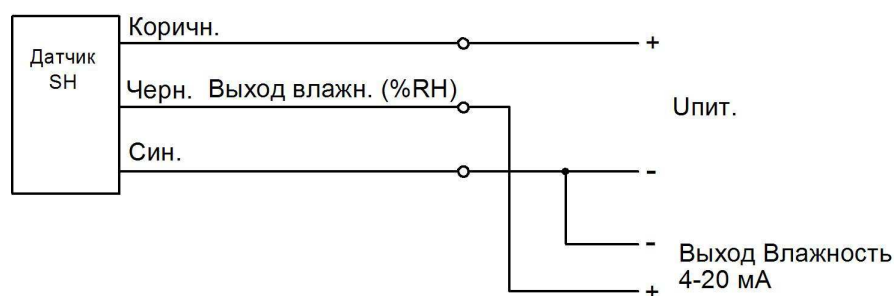 Коричн.
+
Датчик
SH
Черн. Выход влажн. (%RH)
Uпит.
Син.
-
-
Выход Влажность
4-20 мА
+